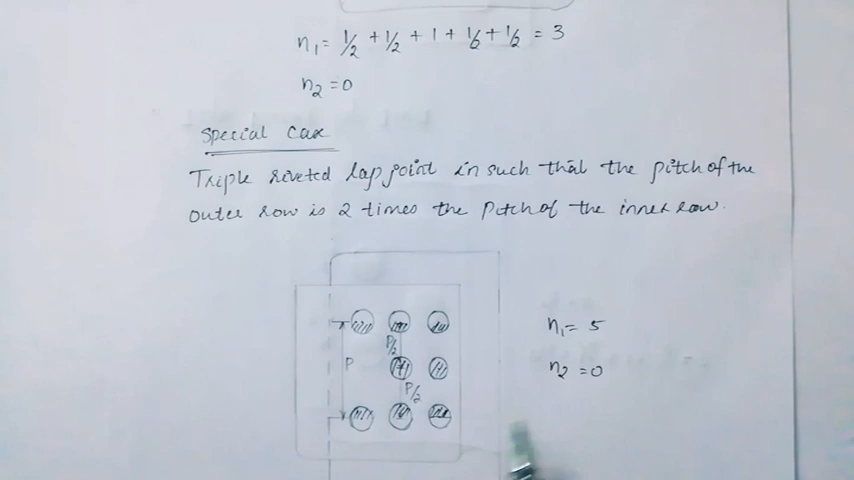 n₁ = 1/2 + 1/2 + 1 + 1/2 + 1/2 = 3
n₂ = 0
Special Case
Triple riveted lap joint in such that the pitch of the
outer row is 2 times the pitch of the inner row.
P
P/2
P/2
n₁ = 5
n₂ = 0